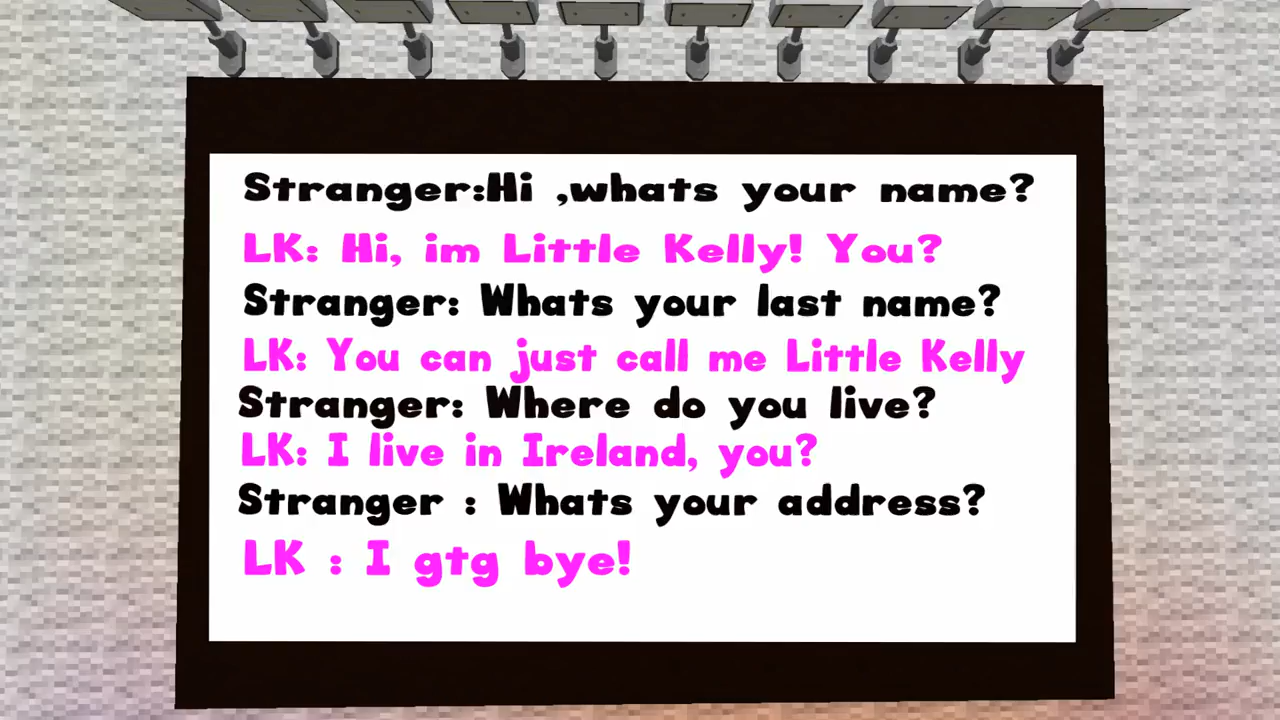 Stranger:Hi ,whats your name?
LK: Hi, im Little Kelly! You?
Stranger: Whats your last name?
LK: You can just call me Little Kelly
Stranger: Where do you live?
LK: I live in Ireland, you?
Stranger : Whats your address?
LK : I gtg bye!